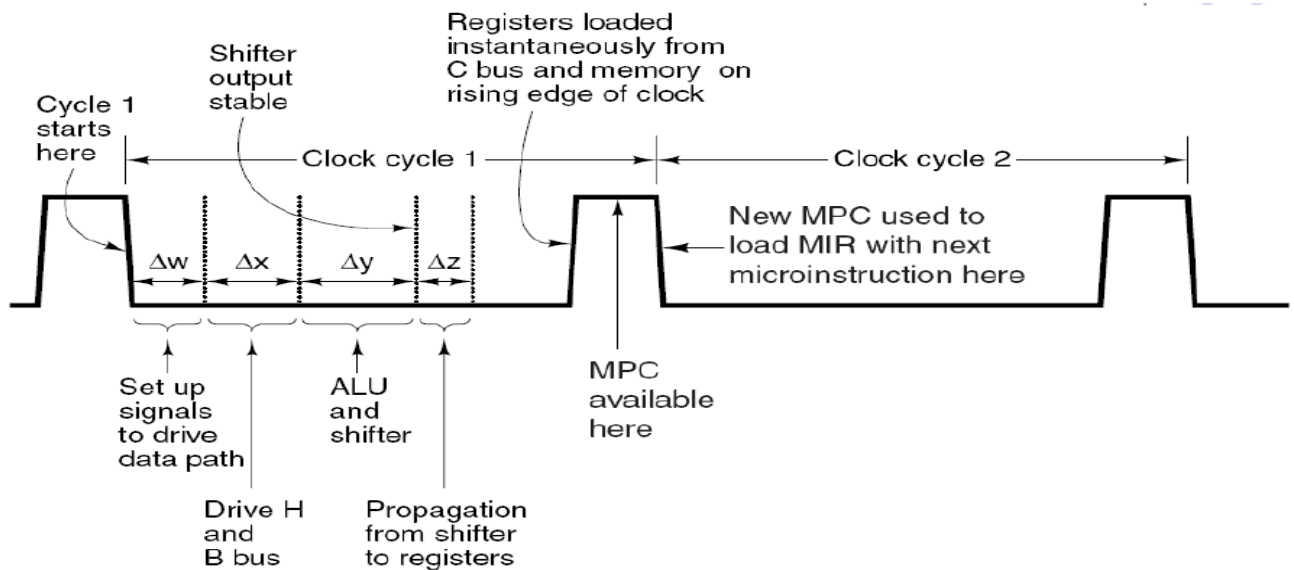 Registers loaded
instantaneously from
C bus and memory on
rising edge of clock
Shifter
output
stable
Cycle 1
starts
here
Clock cycle 1
Clock cycle 2
New MPC used to
load MIR with next
microinstruction here
Δw
Δx
Δy
Δz
Set up
signals
to drive
data path
ALU
and
shifter
MPC
available
here
Drive H
and
B bus
Propagation
from shifter
to registers